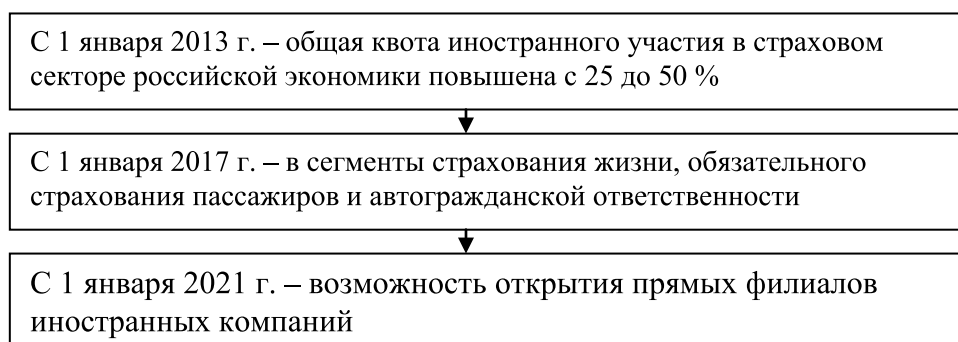 С 1 января 2013 г. – общая квота иностранного участия в страховом
секторе российской экономики повышена с 25 до 50 %
С 1 января 2017 г. – в сегменты страхования жизни, обязательного
страхования пассажиров и автогражданской ответственности
С 1 января 2021 г. – возможность открытия прямых филиалов
иностранных компаний